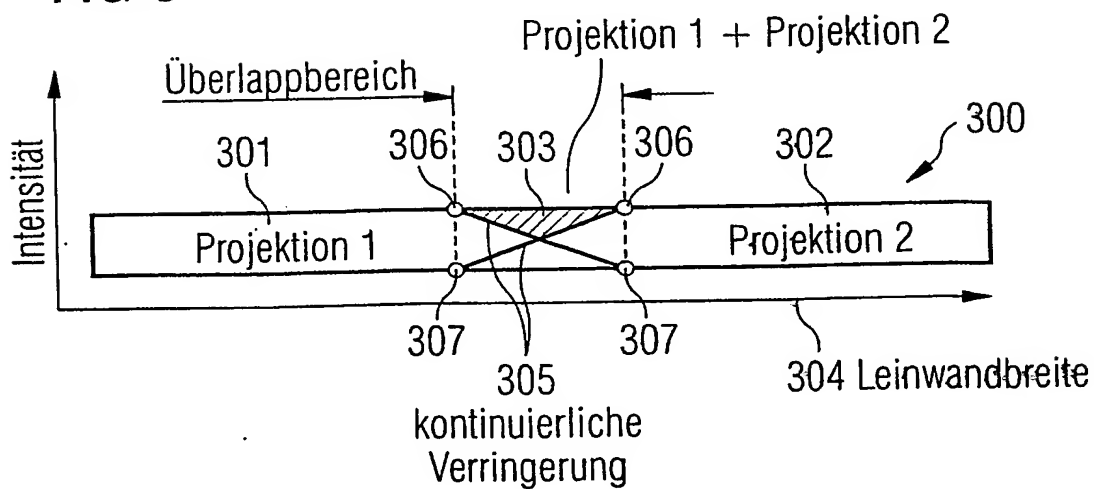 Projektion 1 + Projektion 2
Überlappbereich
300
301
306
303
306
302
Intensität
Projektion 1
Projektion 2
307
307
305
304 Leinwandbreite
kontinuierliche
Verringerung